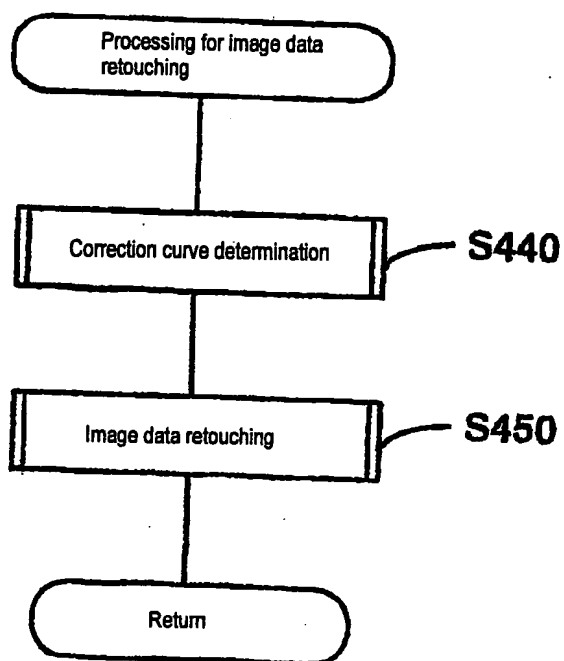 Processing for image data
retouching
Correction curve determination
S440
Image data retouching
S450
Return